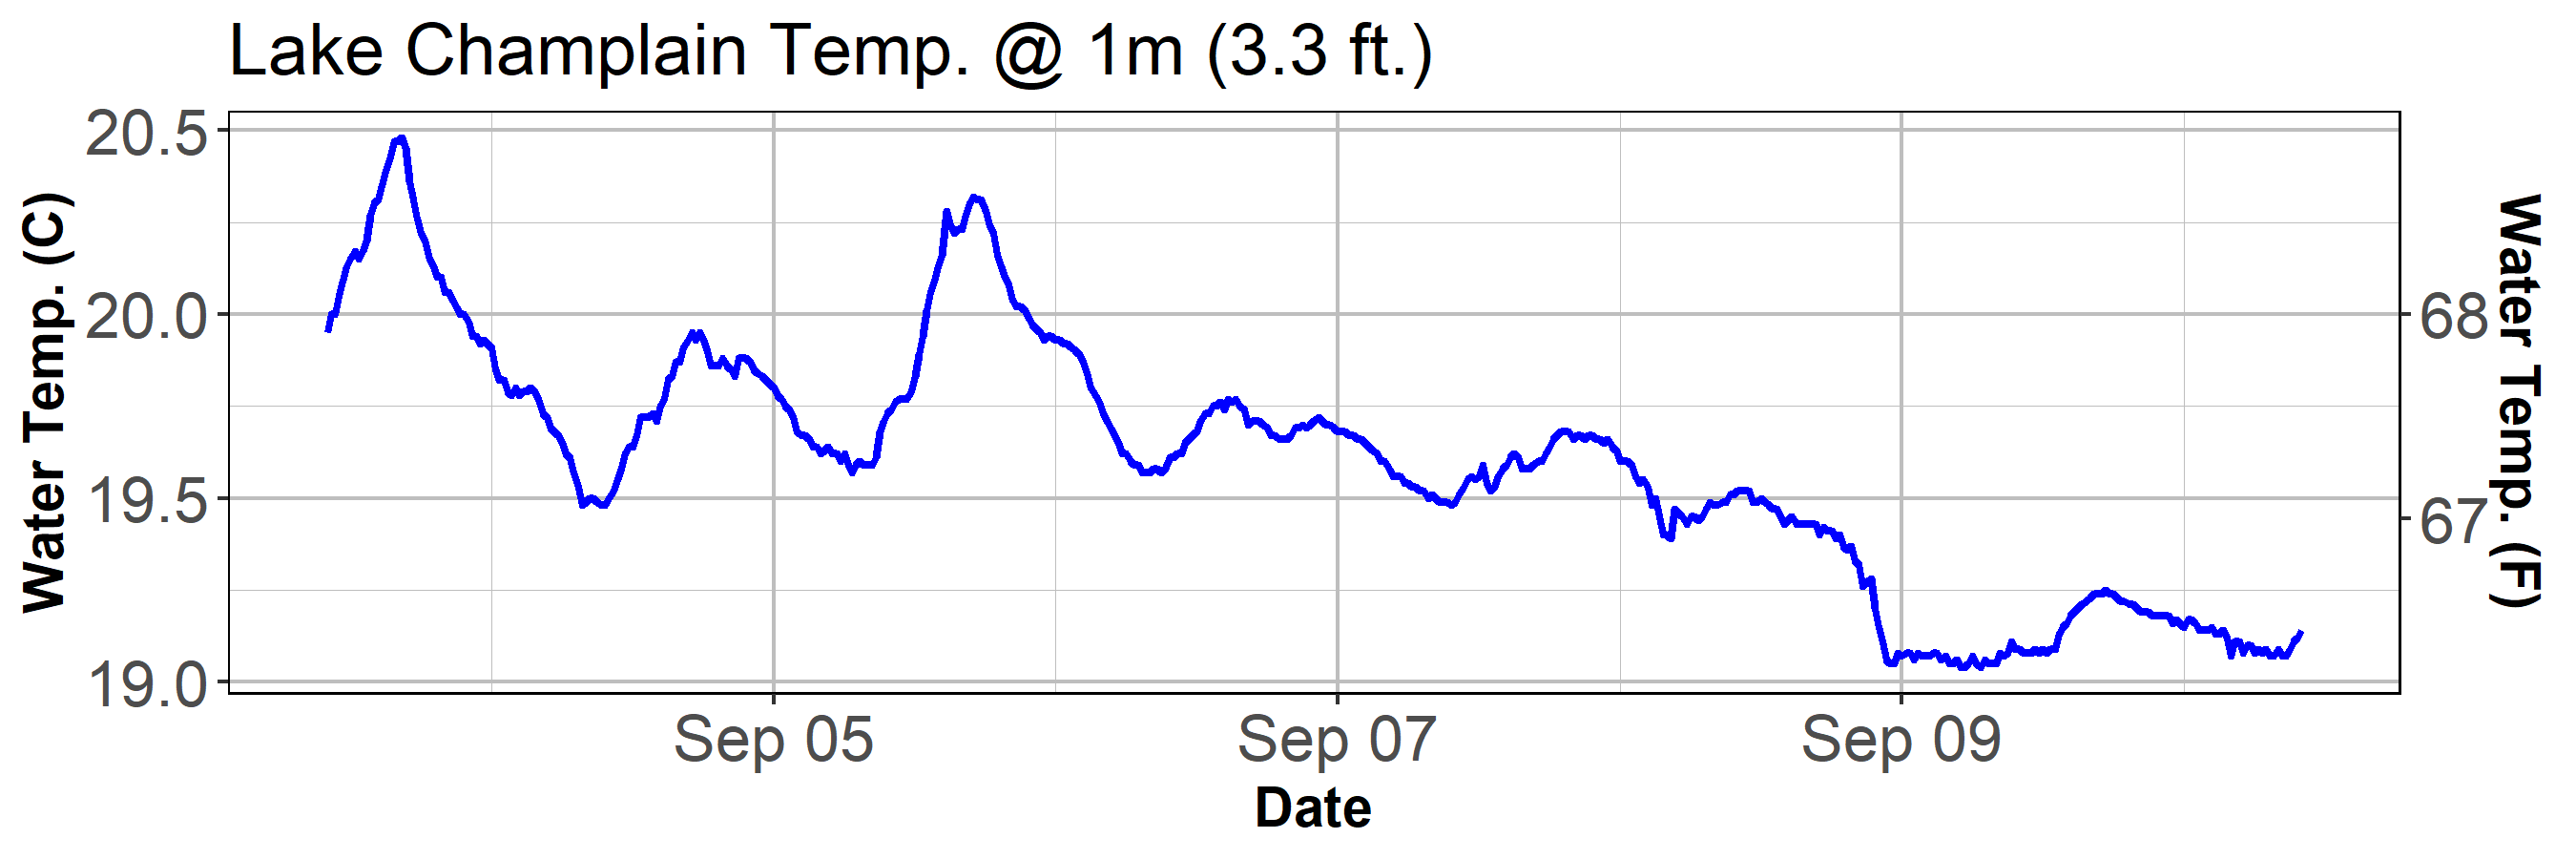 Lake Champlain Temp. @ 1m (3.3 ft.)
Water Temp. (C)
20.5
20.0
19.5
19.0
68
67
Water Temp. (F)
Sep 05 Sep 07 Sep 09
Date